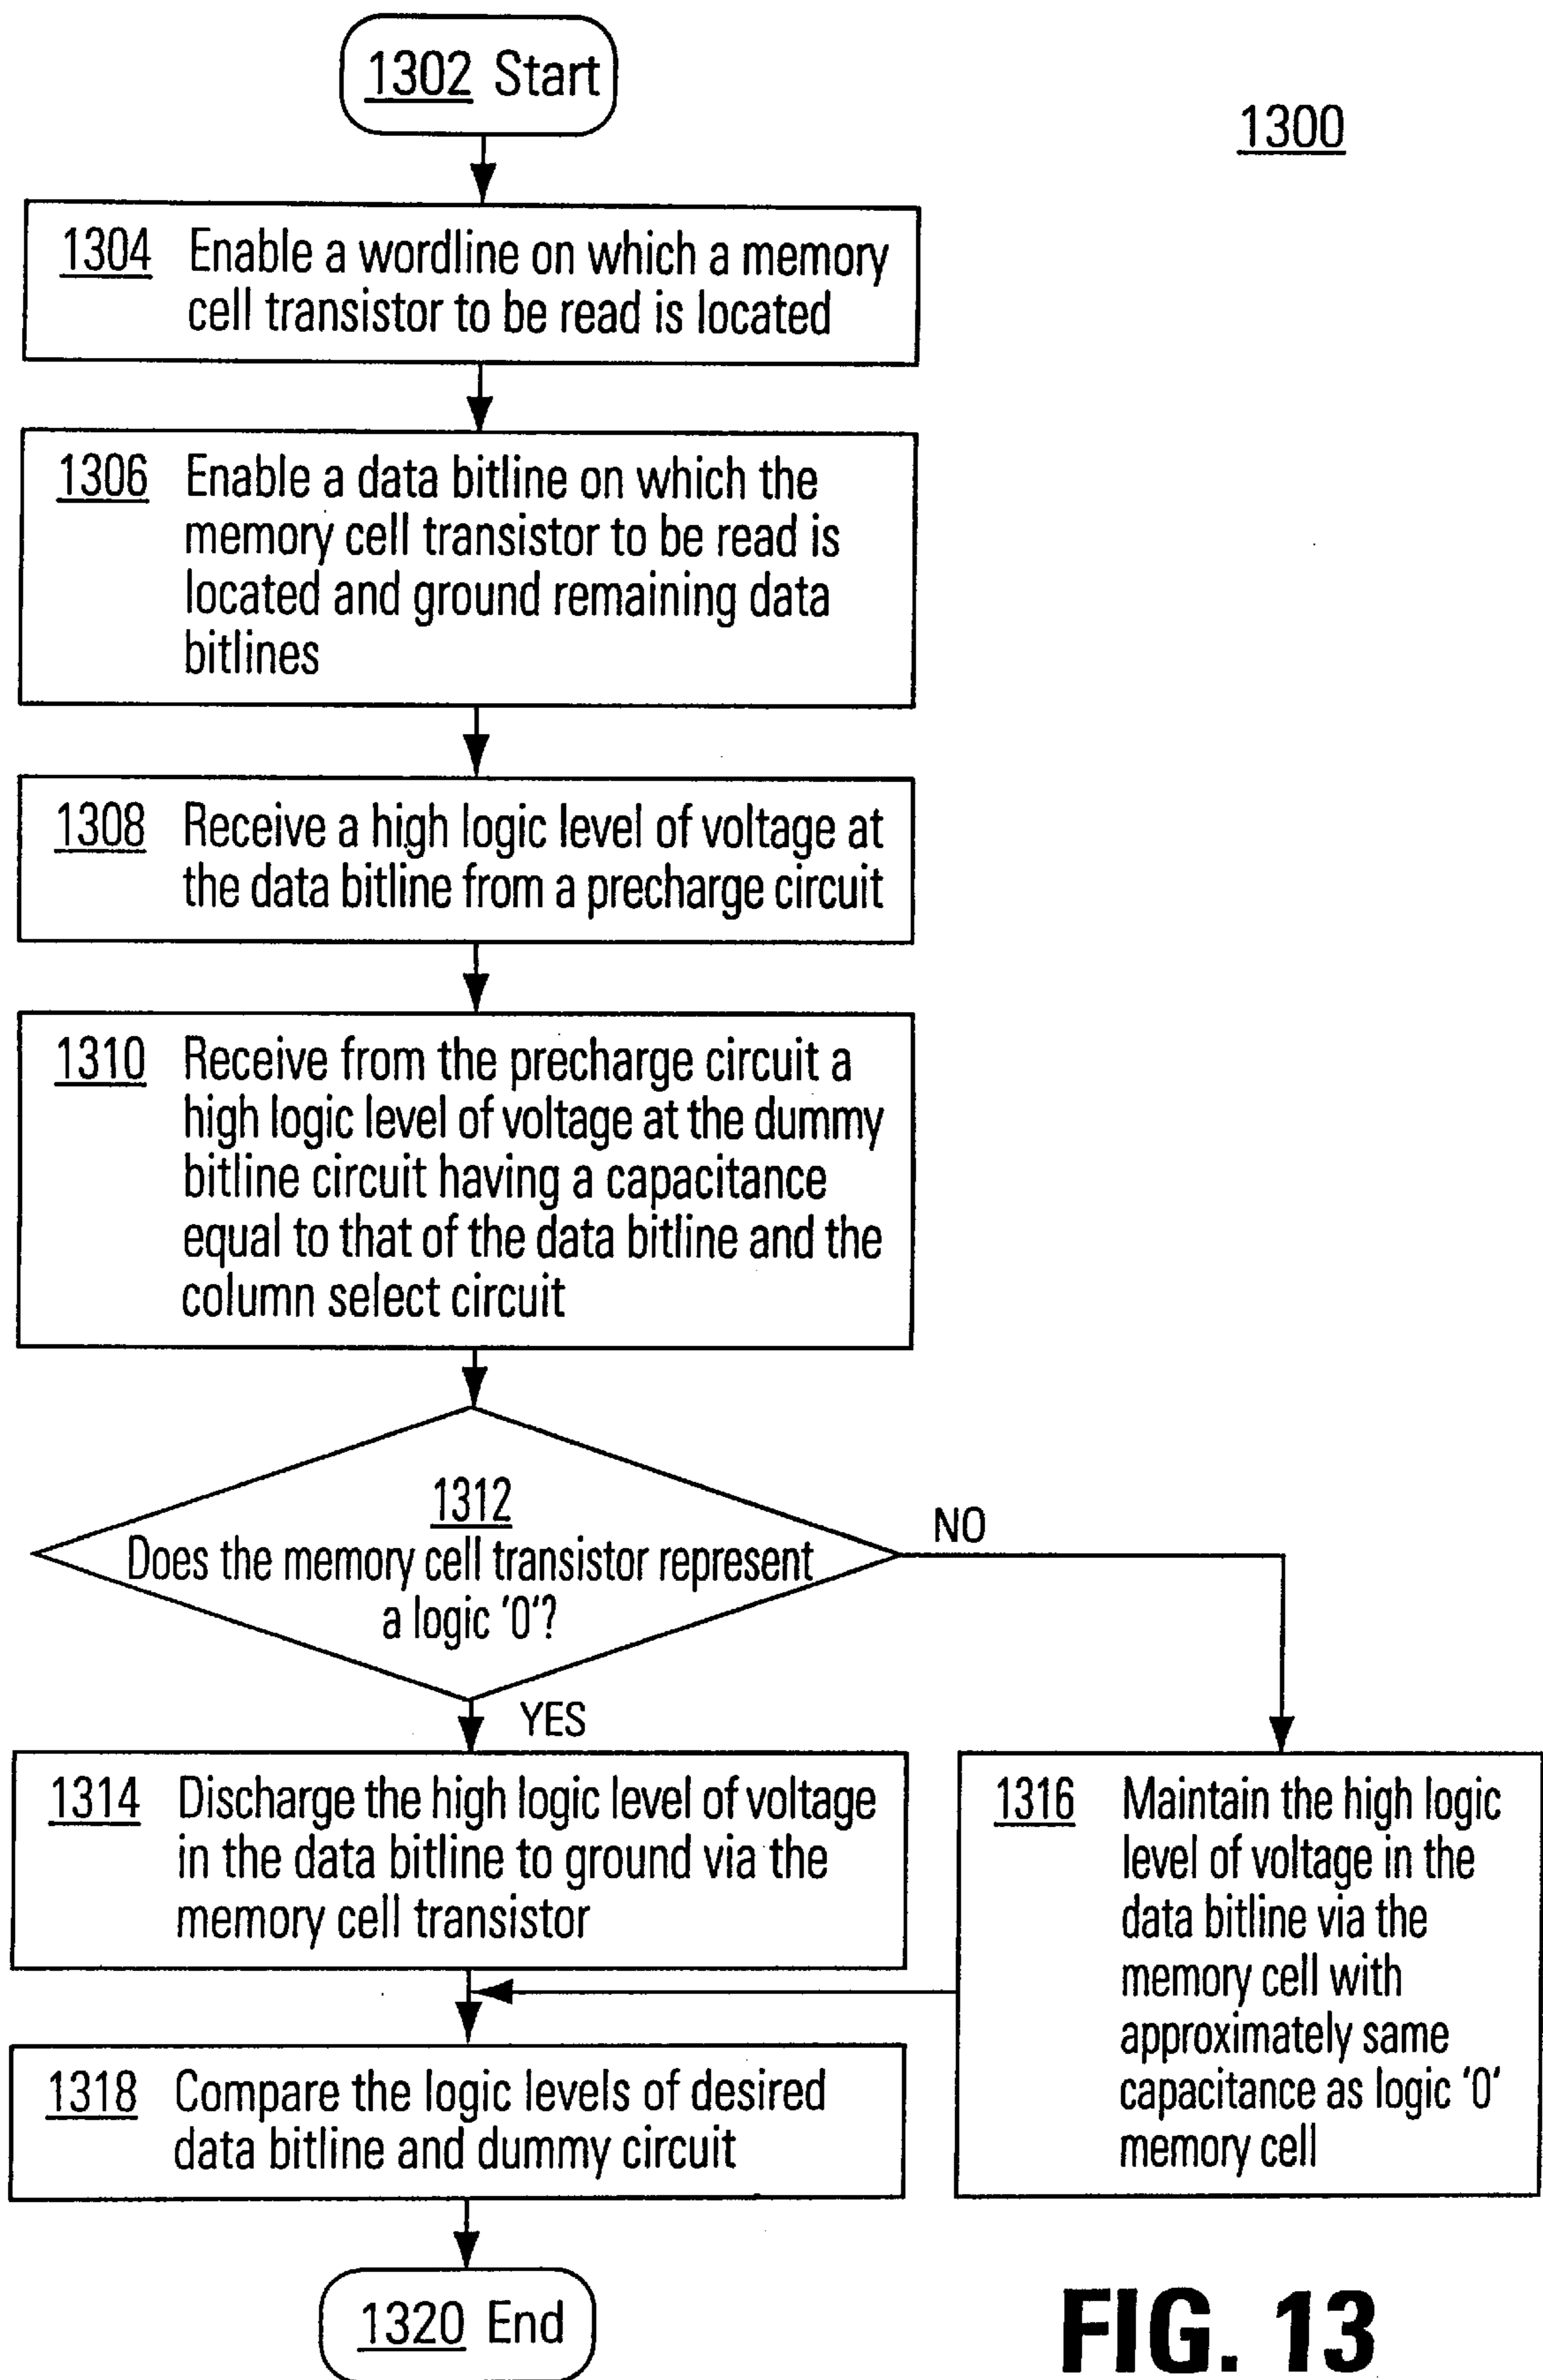 1302 Start
1300
1304 Enable a wordline on which a memory
cell transistor to be read is located
1306 Enable a data bitline on which the
memory cell transistor to be read is
located and ground remaining data
bitlines
1308 Receive a high logic level of voltage at
the data bitline from a precharge circuit
1310 Receive from the precharge circuit a
high logic level of voltage at the dummy
bitline circuit having a capacitance
equal to that of the data bitline and the
column select circuit
1312
Does the memory cell transistor represent
a logic '0'?
NO
YES
1314 Discharge the high logic level of voltage
in the data bitline to ground via the
memory cell transistor
1316 Maintain the high logic
level of voltage in the
data bitline via the
memory cell with
approximately same
capacitance as logic '0'
memory cell
1318 Compare the logic levels of desired
data bitline and dummy circuit
1320 End
FIG. 13